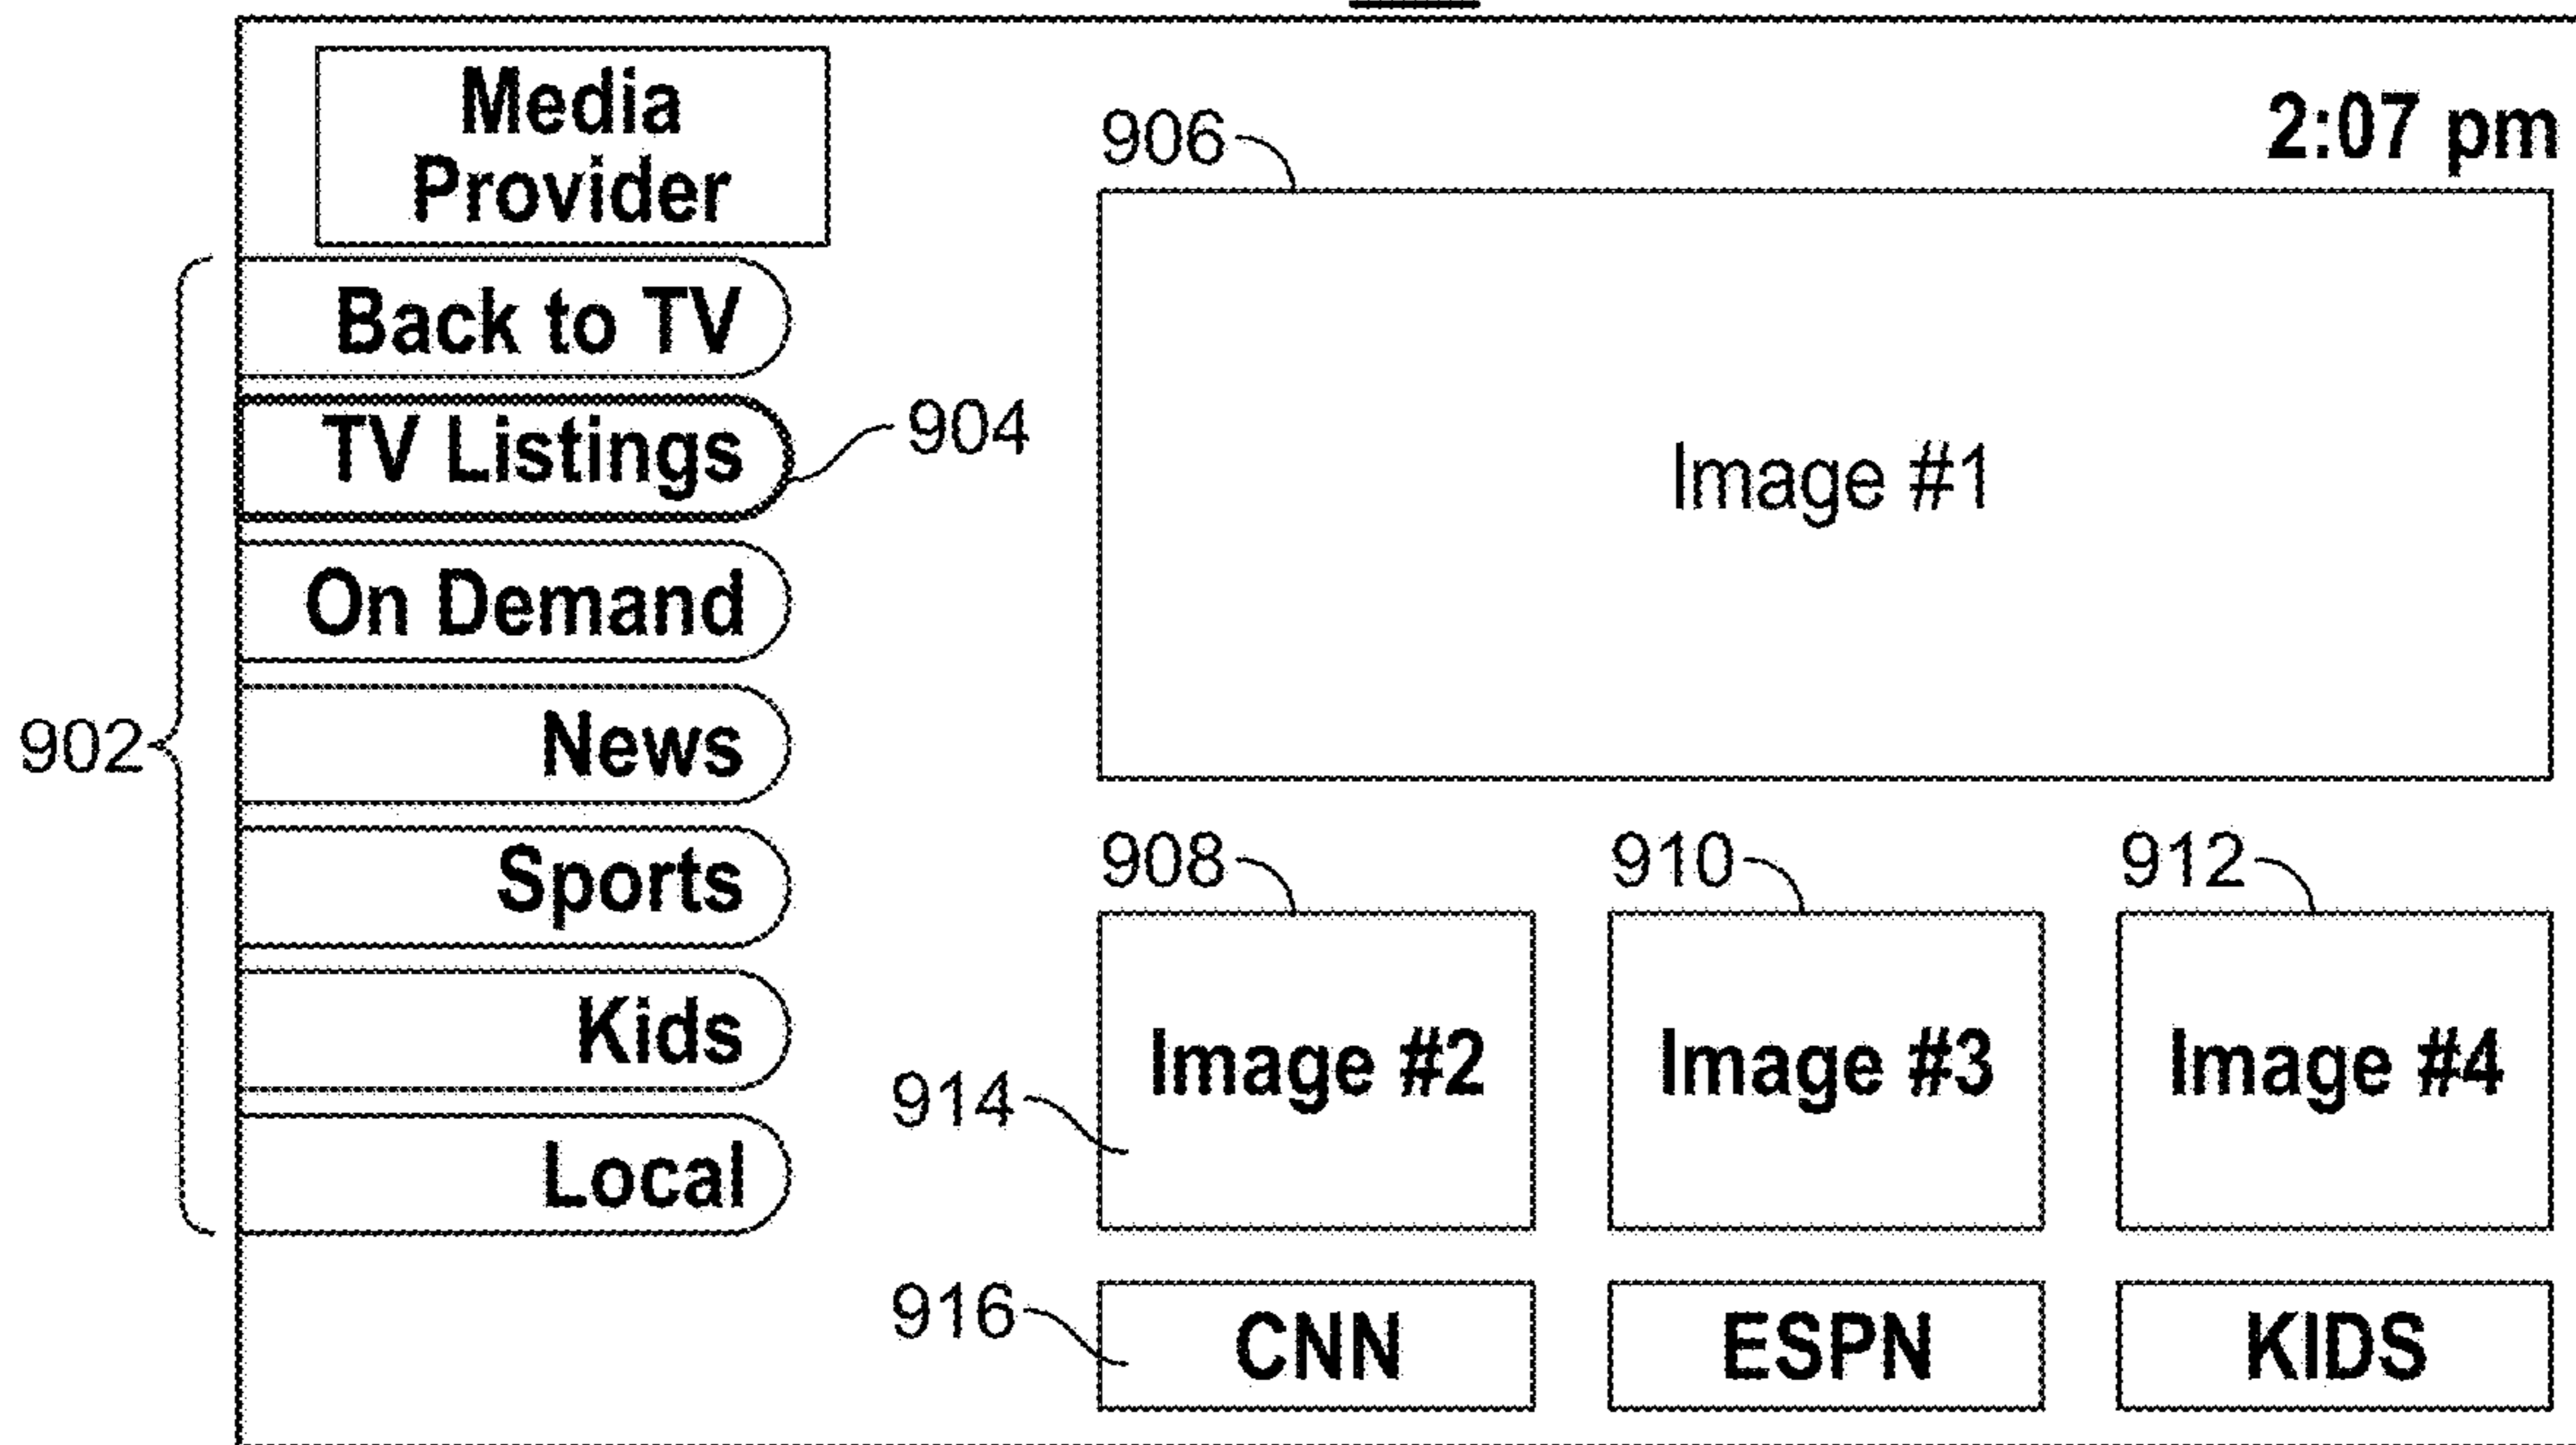 Media
Provider
2:07 pm
906
Image #1
902
Back to TV
TV Listings
904
On Demand
News
Sports
Kids
Local
908
910
912
Image #2
Image #3
Image #4
914
916
CNN
ESPN
KIDS